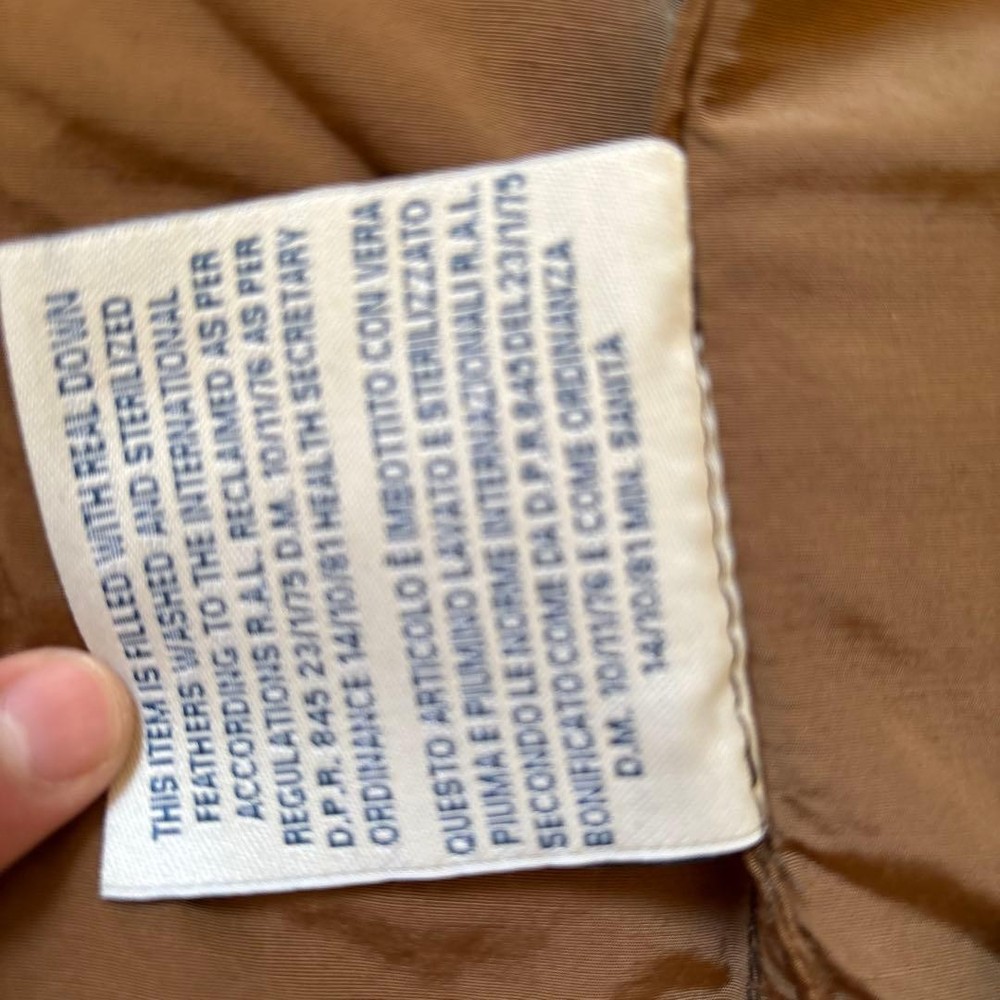 THIS ITEM IS FILLED WITH REAL DOWN
FEATHERS WASHED AND STERILIZED
ACCORDING TO THE INTERNATIONAL
REGULATIONS R.A.L. RECLAIMED AS PER
D.P.R. 845 23/1/75 D.M. 10/11/76 AS PER
ORDINANCE 14/10/81 HEALTH SECRETARY
QUESTO ARTICOLO È IMBOTTITO CON VERA
PIUMA E PIUMINO LAVATO E STERILIZZATO
SECONDO LE NORME INTERNAZIONALI R.A.L.
BONIFICATO COME DA D.P.R 845 DEL 23/1/75
D.M. 10/11/76 E COME ORDINANZA
14/10/81 MIN. SANITA